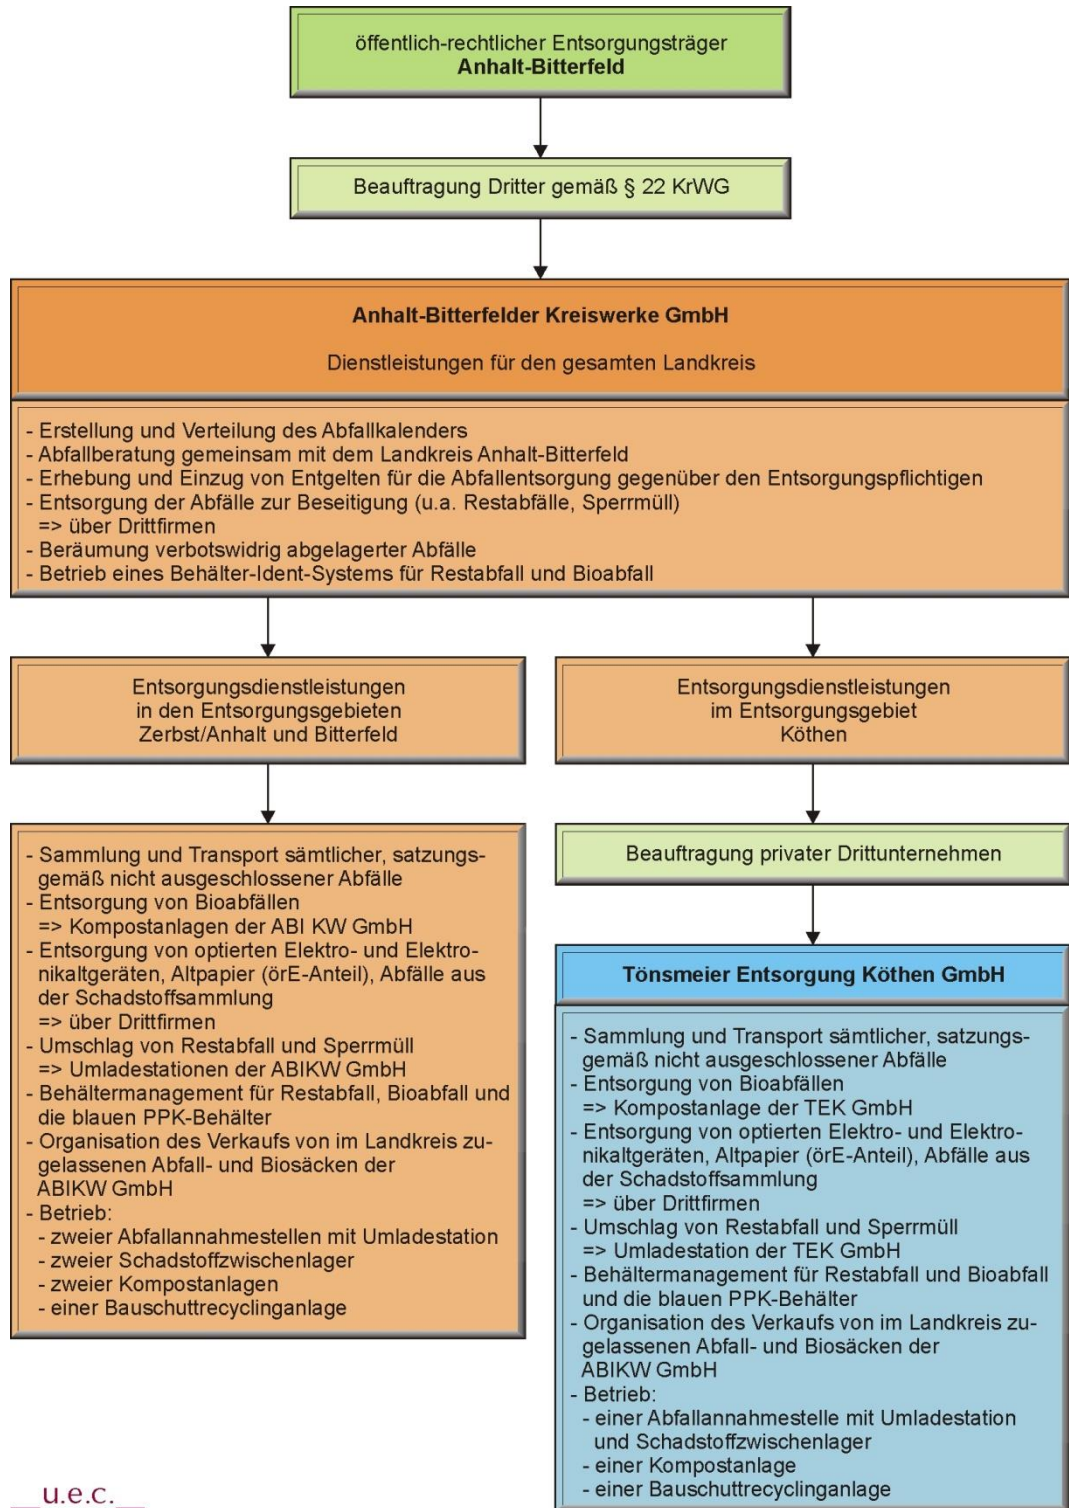 öffentlich-rechtlicher Entsorgungsträger
Anhalt-Bitterfeld
Beauftragung Dritter gemäß § 22 KrWG
Anhalt-Bitterfelder Kreiswerke GmbH
Dienstleistungen für den gesamten Landkreis
- Erstellung und Verteilung des Abfallkalenders
- Abfallberatung gemeinsam mit dem Landkreis Anhalt-Bitterfeld
- Erhebung und Einzug von Entgelten für die Abfallentsorgung gegenüber den Entsorgungspflichtigen
- Entsorgung der Abfälle zur Beseitigung (u.a. Restabfälle, Sperrmüll)
=> über Drittfirmen
- Beräumung verbotswidrig abgelagerter Abfälle
- Betrieb eines Behälter-Ident-Systems für Restabfall und Bioabfall
Entsorgungsdienstleistungen
in den Entsorgungsgebieten
Zerbst/Anhalt und Bitterfeld
- Sammlung und Transport sämtlicher, satzungs-
gemäß nicht ausgeschlossener Abfälle
- Entsorgung von Bioabfällen
=> Kompostanlagen der ABI KW GmbH
- Entsorgung von optierten Elektro- und Elektro-
nikaltgeräten, Altpapier (örE-Anteil), Abfälle aus
der Schadstoffsammlung
=> über Drittfirmen
- Umschlag von Restabfall und Sperrmüll
=> Umladestationen der ABIKW GmbH
- Behältermanagement für Restabfall, Bioabfall und
die blauen PPK-Behälter
- Organisation des Verkaufs von im Landkreis zu-
gelassenen Abfall- und Biosäcken der
ABIKW GmbH
- Betrieb:
- zweier Abfallannahmestellen mit Umladestation
- zweier Schadstoffzwischenlager
- zweier Kompostanlagen
- einer Bauschuttrecyclinganlage
Entsorgungsdienstleistungen
im Entsorgungsgebiet
Köthen
Beauftragung privater Drittunternehmen
Tönsmeier Entsorgung Köthen GmbH
- Sammlung und Transport sämtlicher, satzungs-
gemäß nicht ausgeschlossener Abfälle
- Entsorgung von Bioabfällen
=> Kompostanlage der TEK GmbH
- Entsorgung von optierten Elektro- und Elektro-
nikaltgeräten, Altpapier (örE-Anteil), Abfälle aus
der Schadstoffsammlung
=> über Drittfirmen
- Umschlag von Restabfall und Sperrmüll
=> Umladestation der TEK GmbH
- Behältermanagement für Restabfall und Bioabfall
und die blauen PPK-Behälter
- Organisation des Verkaufs von im Landkreis zu-
gelassenen Abfall- und Biosäcken der
ABIKW GmbH
- Betrieb:
- einer Abfallannahmestelle mit Umladestation
und Schadstoffzwischenlager
- einer Kompostanlage
- einer Bauschuttrecyclinganlage
__u.e.c.__